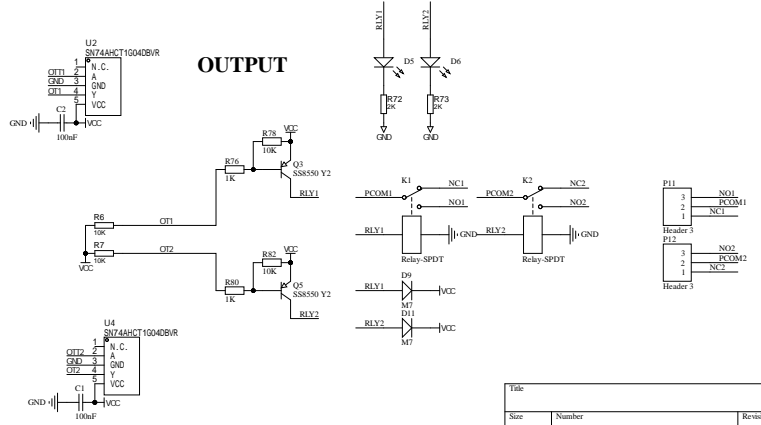 U2
SN74AHCT1G04DBVR
1 N.C.
OTT1 2 A
GND 3 GND
OT1 4 Y
5 VCC
C2
GND
VCC
100nF
OUTPUT
RLY1
RLY2
D5
D6
R72
2K
R73
2K
GND
GND
R78
10K
VCC
R76
1K
Q3
SS8550 Y2
RLY1
R6
10K
OT1
R7
10K
OT2
VCC
R82
10K
VCC
R80
1K
Q5
SS8550 Y2
RLY2
K1
PCOM1
NC1
NO1
RLY1
GND
Relay-SPDT
K2
PCOM2
NC2
NO2
RLY2
GND
Relay-SPDT
D9
RLY1
VCC
M7
D11
RLY2
VCC
M7
P11
3 NO1
2 PCOM1
1 NC1
Header 3
P12
3 NO2
2 PCOM2
1 NC2
Header 3
U4
SN74AHCT1G04DBVR
1 N.C.
OTT2 2 A
GND 3 GND
OT2 4 Y
5 VCC
C1
GND
VCC
100nF
Title
Size Number